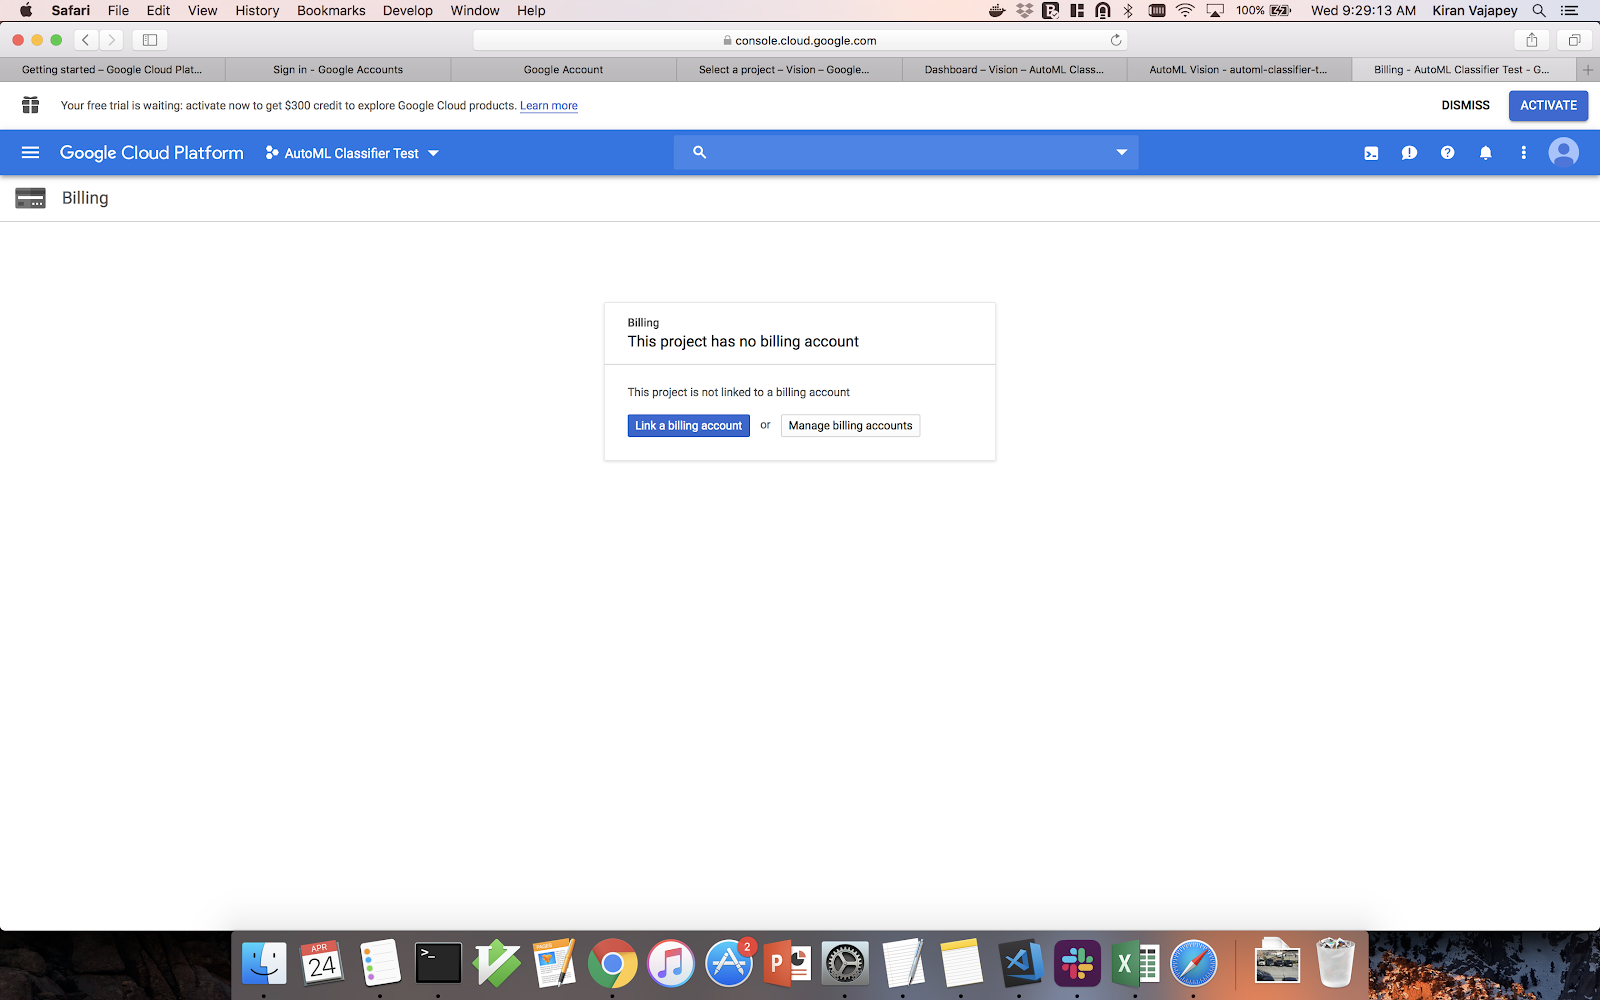 Safari File Edit View History Bookmarks Develop Window Help 100% Wed 9:29:13 AM Kiran Vajapey
console.cloud.google.com
Getting started – Google Cloud Plat... Sign in - Google Accounts Google Account Select a project – Vision – Google... Dashboard – Vision – AutoML Class... AutoML Vision - automl-classifier-t... Billing - AutoML Classifier Test - G...
Your free trial is waiting: activate now to get $300 credit to explore Google Cloud products. Learn more DISMISS ACTIVATE
Google Cloud Platform AutoML Classifier Test
Billing
Billing
This project has no billing account
This project is not linked to a billing account
Link a billing account or Manage billing accounts
APR
24
PAGES
2